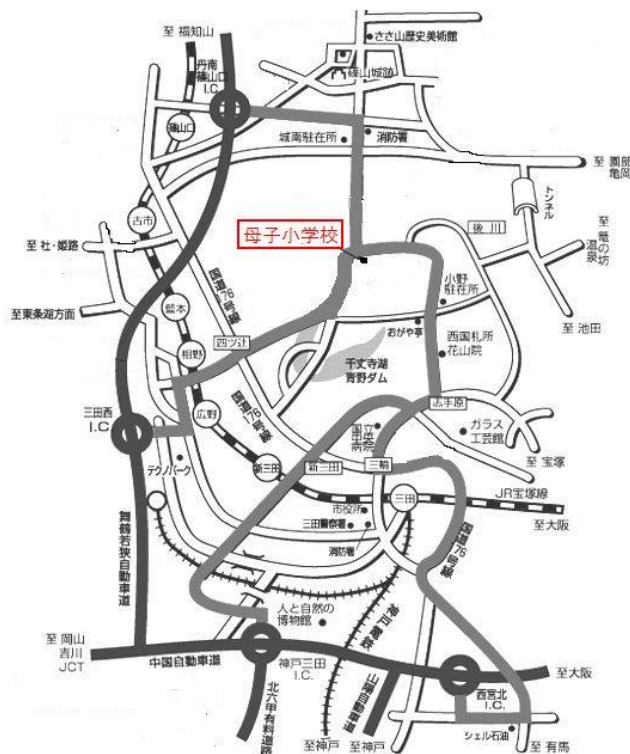 至 福知山
丹南
篠山口
I.C.
篠山口
ささ山歴史美術館
篠山城跡
城南駐在所
消防署
至 園部
亀岡
トンネル
古市
母子小学校
後川
至 篭の坊
温泉
至 社・姫路
国道176号線
小野
駐在所
至東条湖方面
藍本
おがや亭
至 池田
四ツ辻
相野
千丈寺湖
青野ダム
西国札所
花山院
三田西
I.C.
広野
国道176号線
国立
中央
病院
志手原
ガラス
工芸館
テクノパーク
新三田
新三田
三輪
至 宝塚
市役所
三田
JR宝塚線
至大阪
三田警察署
消防署
国道176号線
舞鶴若狭自動車道
人と自然の
博物館
神戸電鉄
至 岡山
吉川
JCT
中国自動車道
神戸三田
I.C.
至大阪
西宮北
I.C.
北六甲有料道路
山陽自動車道
シェル石油
至神戸
至神戸
至 有馬